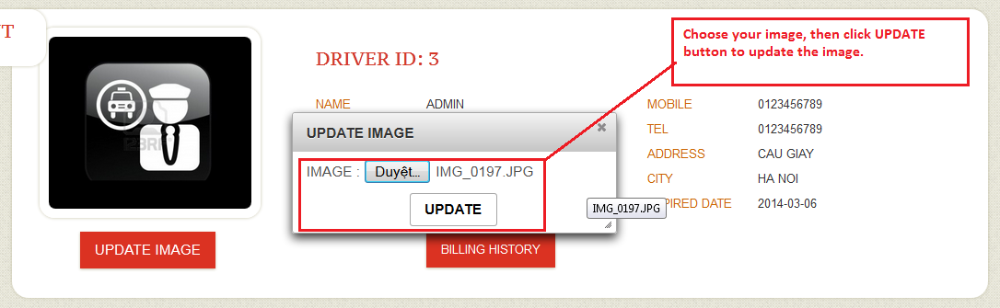 T
Choose your image, then click UPDATE
button to update the image.
DRIVER ID: 3
NAME ADMIN
MOBILE 0123456789
TEL 0123456789
ADDRESS CAU GIAY
CITY HA NOI
PIRED DATE 2014-03-06
UPDATE IMAGE
IMAGE : Duyệt... IMG_0197.JPG
UPDATE
IMG_0197.JPG
UPDATE IMAGE
BILLING HISTORY